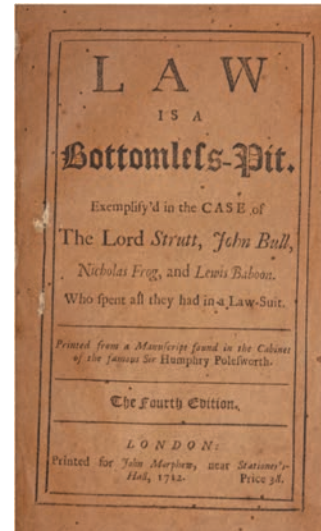 LAW
IS A
Bottomleſs-Pit.
Exemplify'd in the CASE of
The Lord Strutt, John Bull,
Nicholas Frog, and Lewis Baboon.
Who spent all they had in a Law-Suit.
Printed from a Manuscript found in the Cabinet
of the famous Sir Humphry Polesworth.
The Fourth Edition.
LONDON:
Printed for John Morphew, near Stationer's-
Hall, 1712. Price 3d.